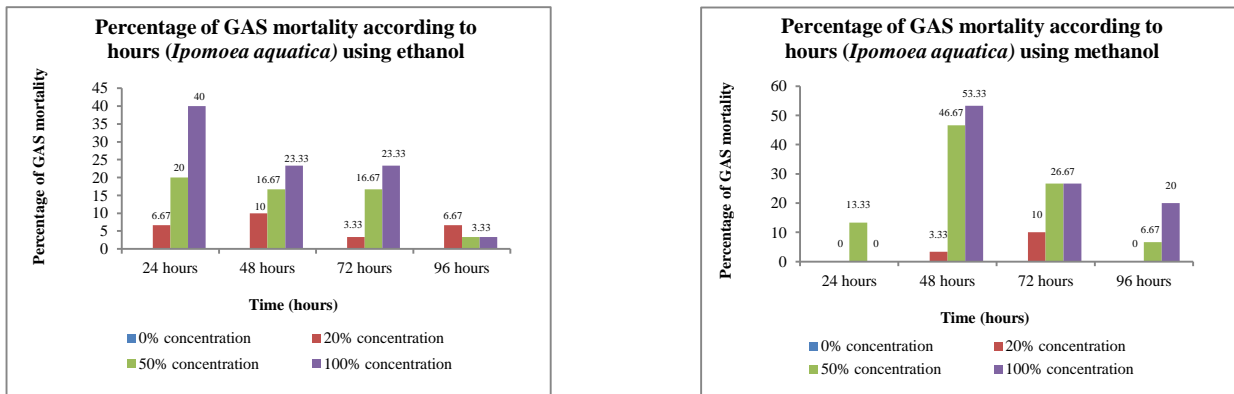 Percentage of GAS mortality according to
hours (Ipomoea aquatica) using ethanol
Percentage of GAS mortality
45
40
35
30
25
20
15
10
5
0
6.67
20
40
10
16.67
23.33
3.33
16.67
23.33
6.67
3.33
24 hours
48 hours
72 hours
96 hours
Time (hours)
0% concentration
20% concentration
50% concentration
100% concentration
Percentage of GAS mortality according to
hours (Ipomoea aquatica) using methanol
Percentage of GAS mortality
60
50
40
30
20
10
0
0
13.33
0
3.33
46.67
53.33
10
26.67
0
6.67
20
24 hours
48 hours
72 hours
96 hours
Time (hours)
0% concentration
20% concentration
50% concentration
100% concentration